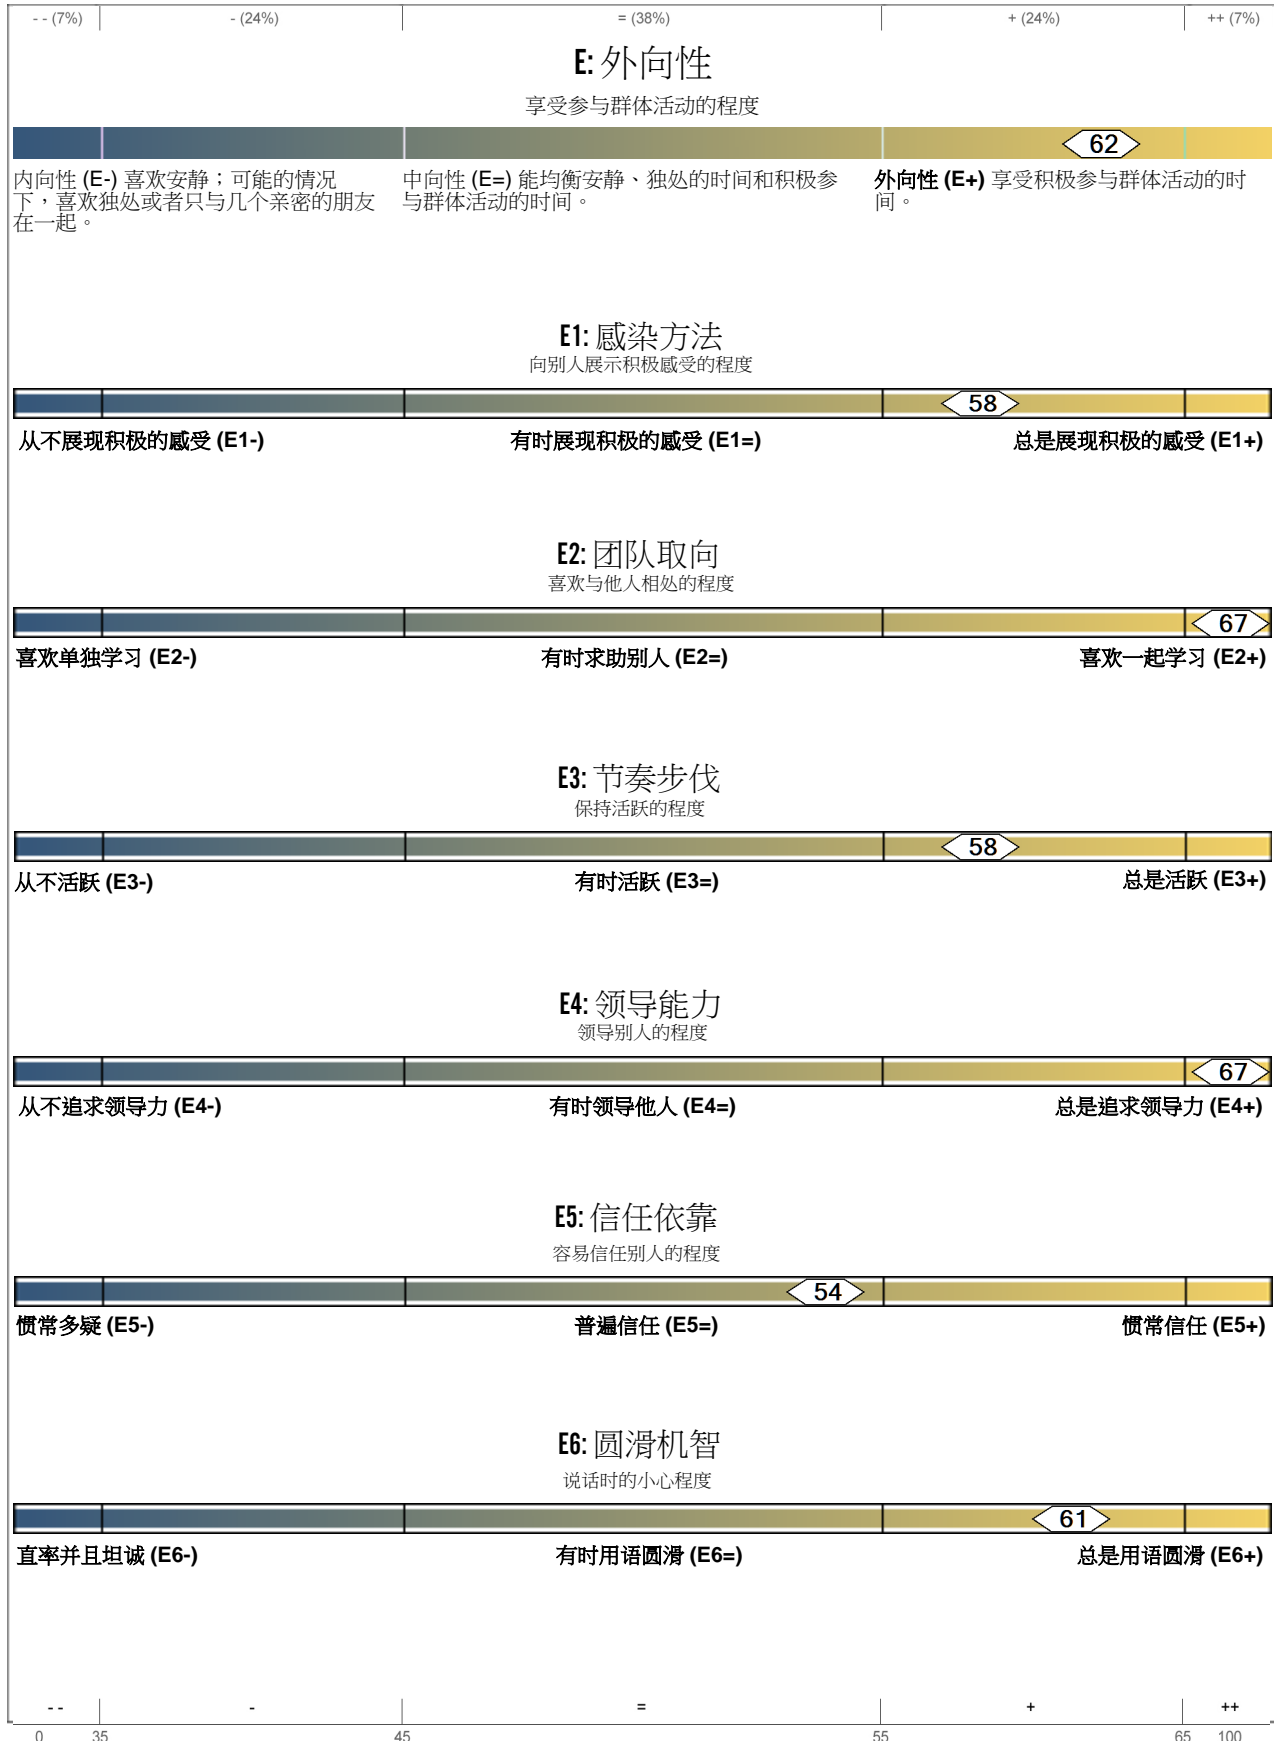 - - (7%) - (24%) = (38%) + (24%) ++ (7%)
E: 外向性
享受参与群体活动的程度
62
内向性 (E-) 喜欢安静；可能的情况
下，喜欢独处或者只与几个亲密的朋友
在一起。
中向性 (E=) 能均衡安静、独处的时间和积极参
与群体活动的时间。
外向性 (E+) 享受积极参与群体活动的时
间。
E1: 感染方法
向别人展示积极感受的程度
58
从不展现积极的感受 (E1-) 有时展现积极的感受 (E1=) 总是展现积极的感受 (E1+)
E2: 团队取向
喜欢与他人相处的程度
67
喜欢单独学习 (E2-) 有时求助别人 (E2=) 喜欢一起学习 (E2+)
E3: 节奏步伐
保持活跃的程度
58
从不活跃 (E3-) 有时活跃 (E3=) 总是活跃 (E3+)
E4: 领导能力
领导别人的程度
67
从不追求领导力 (E4-) 有时领导他人 (E4=) 总是追求领导力 (E4+)
E5: 信任依靠
容易信任别人的程度
54
惯常多疑 (E5-) 普遍信任 (E5=) 惯常信任 (E5+)
E6: 圆滑机智
说话时的小心程度
61
直率并且坦诚 (E6-) 有时用语圆滑 (E6=) 总是用语圆滑 (E6+)
- - - = + ++
0 35 45 55 65 100